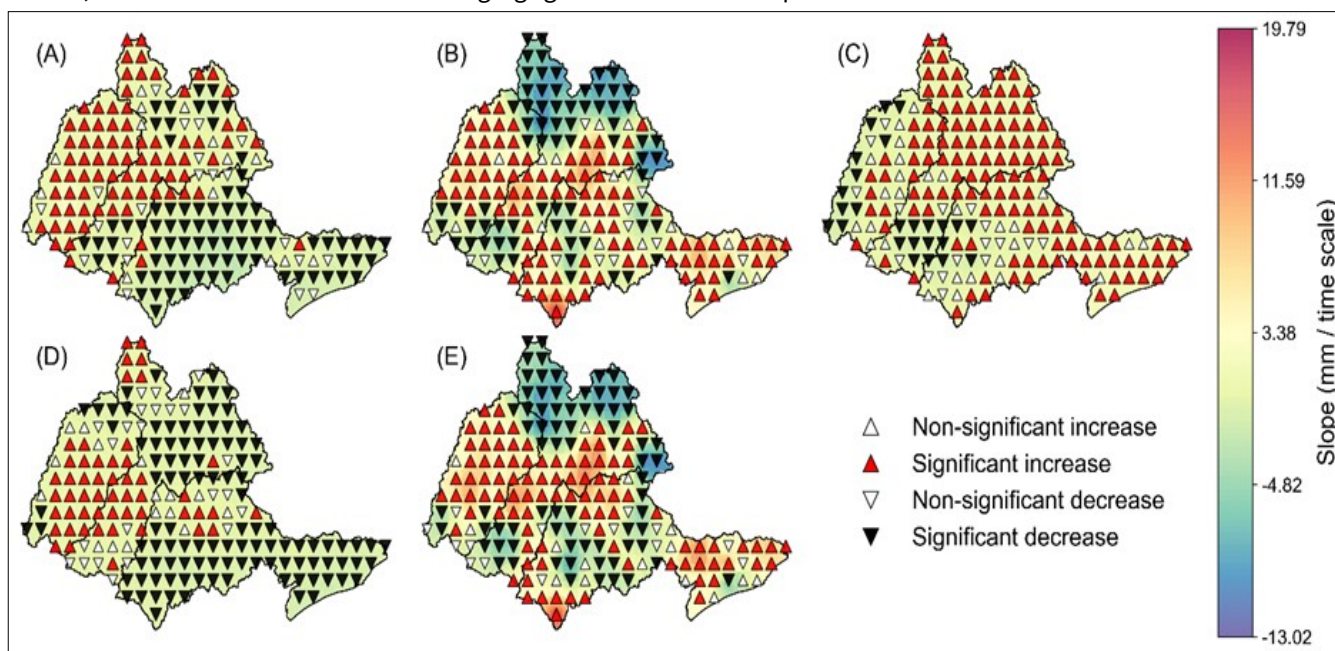 (A)
(B)
(C)
(D)
(E)
Non-significant increase
Significant increase
Non-significant decrease
Significant decrease
19.79
11.59
3.38
-4.82
-13.02
Slope (mm / time scale)